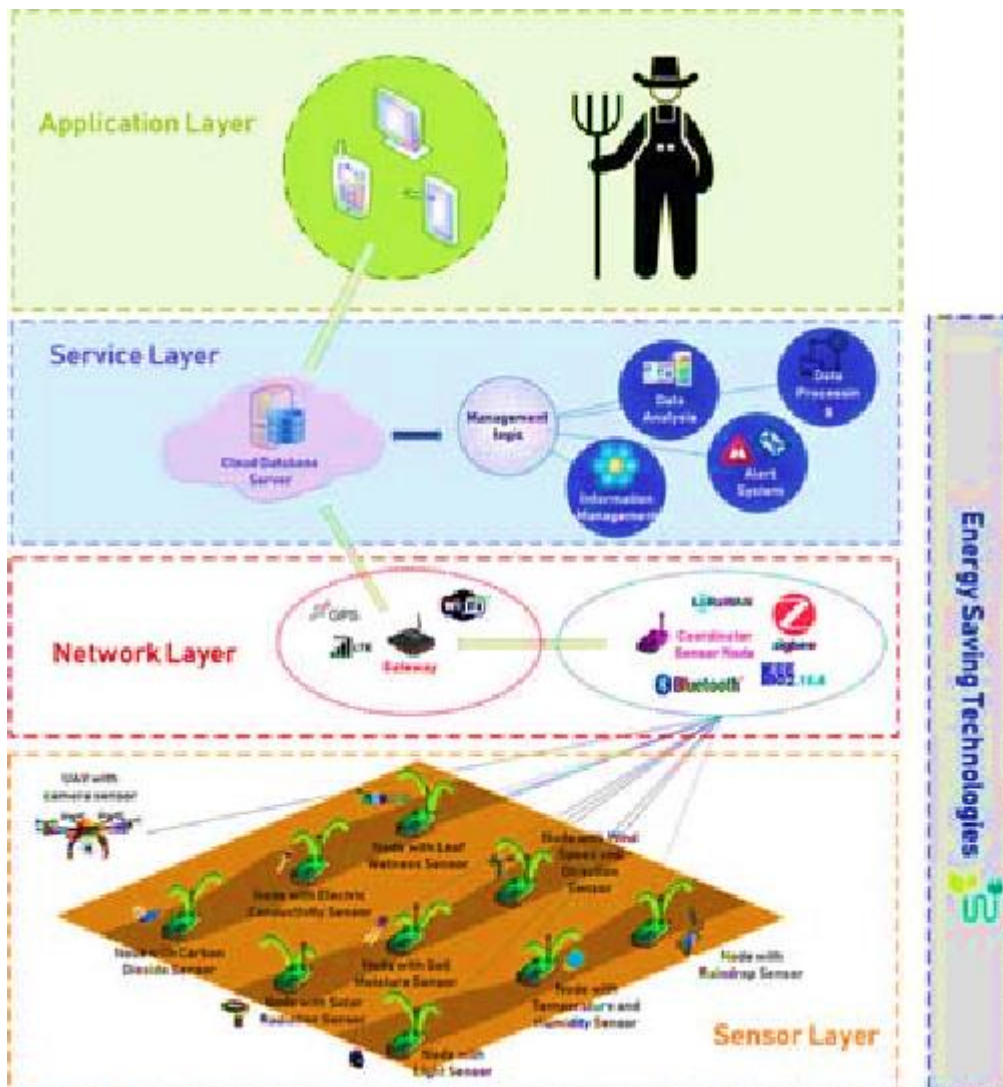 Application Layer
Service Layer
Data
Processin
g
Data
Analysis
Management
logic
Cloud Database
Server
Alert
System
Information
Management
GPS
WiFi
LTE
Gateway
Network Layer
LoRaWAN
Coordinator
Sensor Node
zigbee
Bluetooth
UAV with
camera sensor
Node with Leaf
Wetness Sensor
Node with Wind
Speed and
Direction
Sensor
Node with Electric
Conductivity Sensor
Node with Carbon
Dioxide Sensor
Node with Soil
Moisture Sensor
Node with
Raindrop Sensor
Node with Solar
Radiation Sensor
Node with
Temperature and
Humidity Sensor
Node with
Light Sensor
Sensor Layer
Energy Saving Technologies